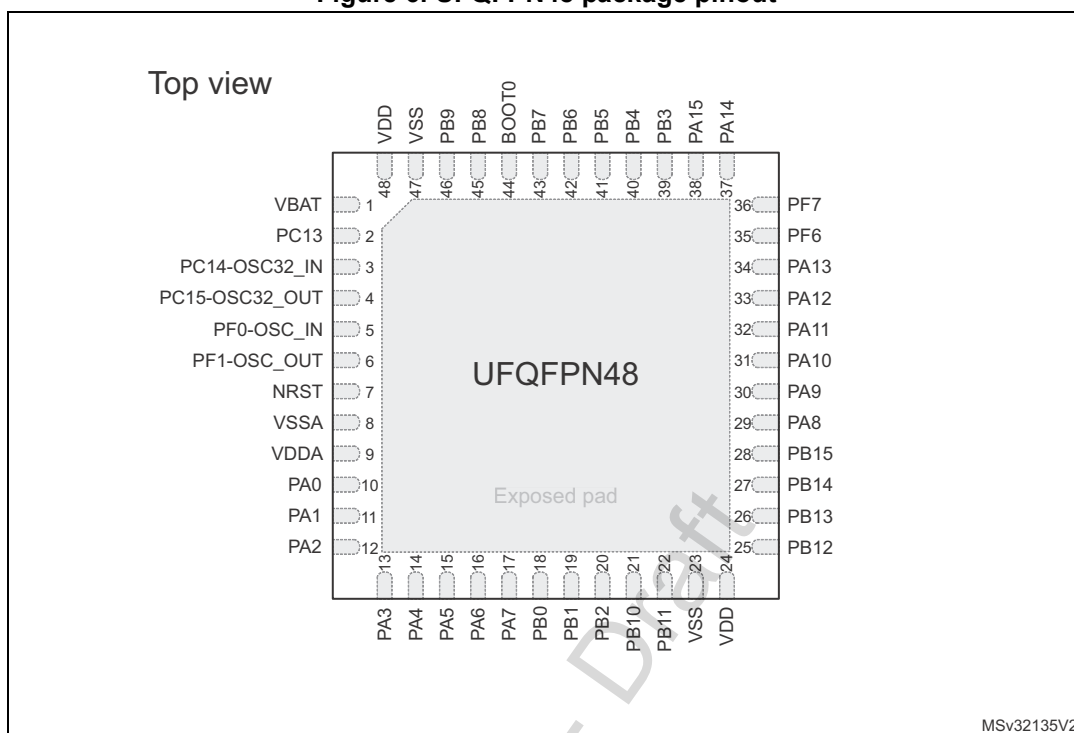 Top view
VDD
VSS
PB9
PB8
BOOT0
PB7
PB6
PB5
PB4
PB3
PA15
PA14
48
47
46
45
44
43
42
41
40
39
38
37
VBAT 1
PC13 2
PC14-OSC32_IN 3
PC15-OSC32_OUT 4
PF0-OSC_IN 5
PF1-OSC_OUT 6
NRST 7
VSSA 8
VDDA 9
PA0 10
PA1 11
PA2 12
36 PF7
35 PF6
34 PA13
33 PA12
32 PA11
31 PA10
30 PA9
29 PA8
28 PB15
27 PB14
26 PB13
25 PB12
UFQFPN48
Exposed pad
13
14
15
16
17
18
19
20
21
22
23
24
PA3
PA4
PA5
PA6
PA7
PB0
PB1
PB2
PB10
PB11
VSS
VDD
- Draft
MSv32135V2